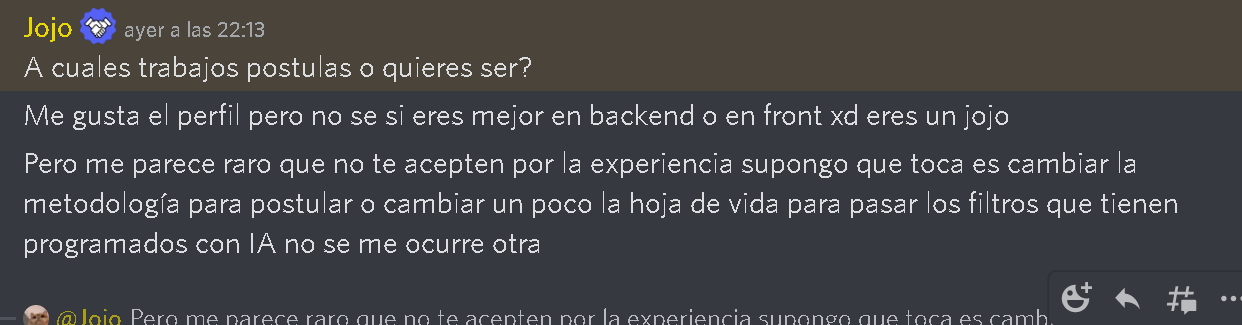 Jojo ayer a las 22:13
A cuales trabajos postulas o quieres ser?
Me gusta el perfil pero no se si eres mejor en backend o en front xd eres un jojo
Pero me parece raro que no te acepten por la experiencia supongo que toca es cambiar la
metodología para postular o cambiar un poco la hoja de vida para pasar los filtros que tienen
programados con IA no se me ocurre otra
@Jojo Pero me parece raro que no te acepten por la experiencia supongo que toca es camb